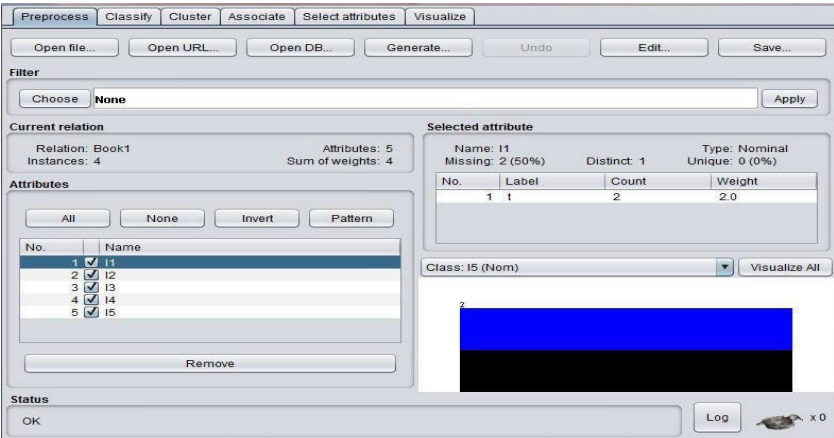 Preprocess Classify Cluster Associate Select attributes Visualize
Open file... Open URL... Open DB... Generate... Undo Edit... Save...
Filter
Choose None Apply
Current relation
Relation: Book1 Attributes: 5
Instances: 4 Sum of weights: 4
Attributes
All None Invert Pattern
No. Name
1 I1
2 I2
3 I3
4 I4
5 I5
Remove
Selected attribute
Name: I1 Type: Nominal
Missing: 2 (50%) Distinct: 1 Unique: 0 (0%)
No. Label Count Weight
1 t 2 2.0
Class: I5 (Nom) Visualize All
2
Status
OK Log x 0